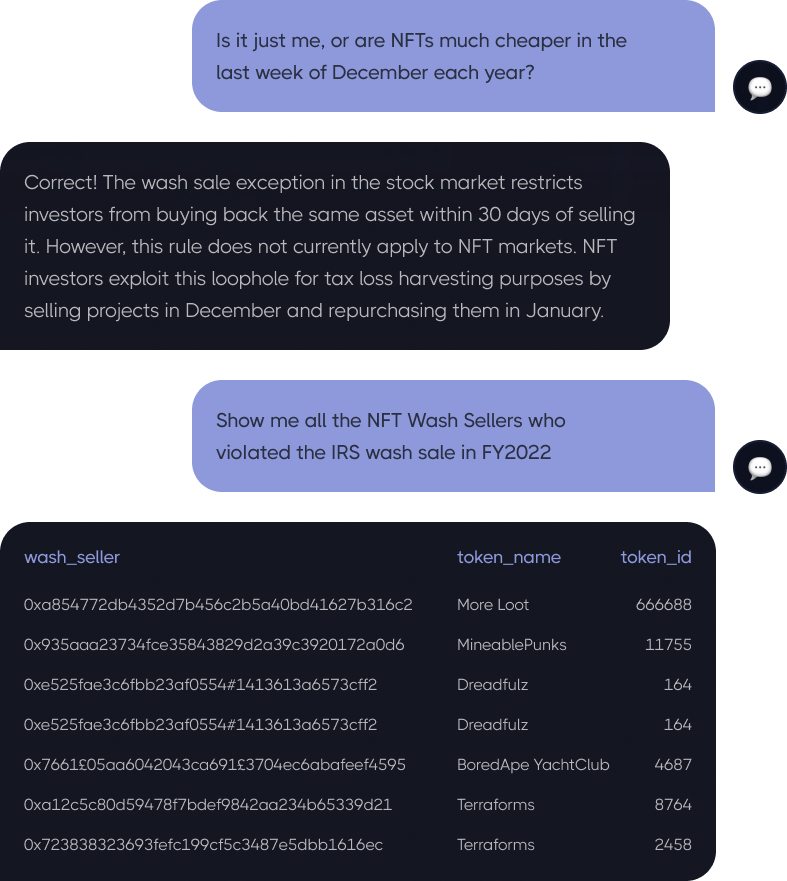 Is it just me, or are NFTs much cheaper in the
last week of December each year?
Correct! The wash sale exception in the stock market restricts
investors from buying back the same asset within 30 days of selling
it. However, this rule does not currently apply to NFT markets. NFT
investors exploit this loophole for tax loss harvesting purposes by
selling projects in December and repurchasing them in January.
Show me all the NFT Wash Sellers who
violated the IRS wash sale in FY2022
wash_seller token_name token_id
0xa854772db4352d7b456c2b5a40bd41627b316c2 More Loot 666688
0x935aaa23734fce35843829d2a39c3920172a0d6 MineablePunks 11755
0xe525fae3c6fbb23af0554#1413613a6573cff2 Dreadfulz 164
0xe525fae3c6fbb23af0554#1413613a6573cff2 Dreadfulz 164
0x7661£05aa6042043ca691£3704ec6abafeef4595 BoredApe YachtClub 4687
0xa12c5c80d59478f7bdef9842aa234b65339d21 Terraforms 8764
0x723838323693fefc199cf5c3487e5dbb1616ec Terraforms 2458